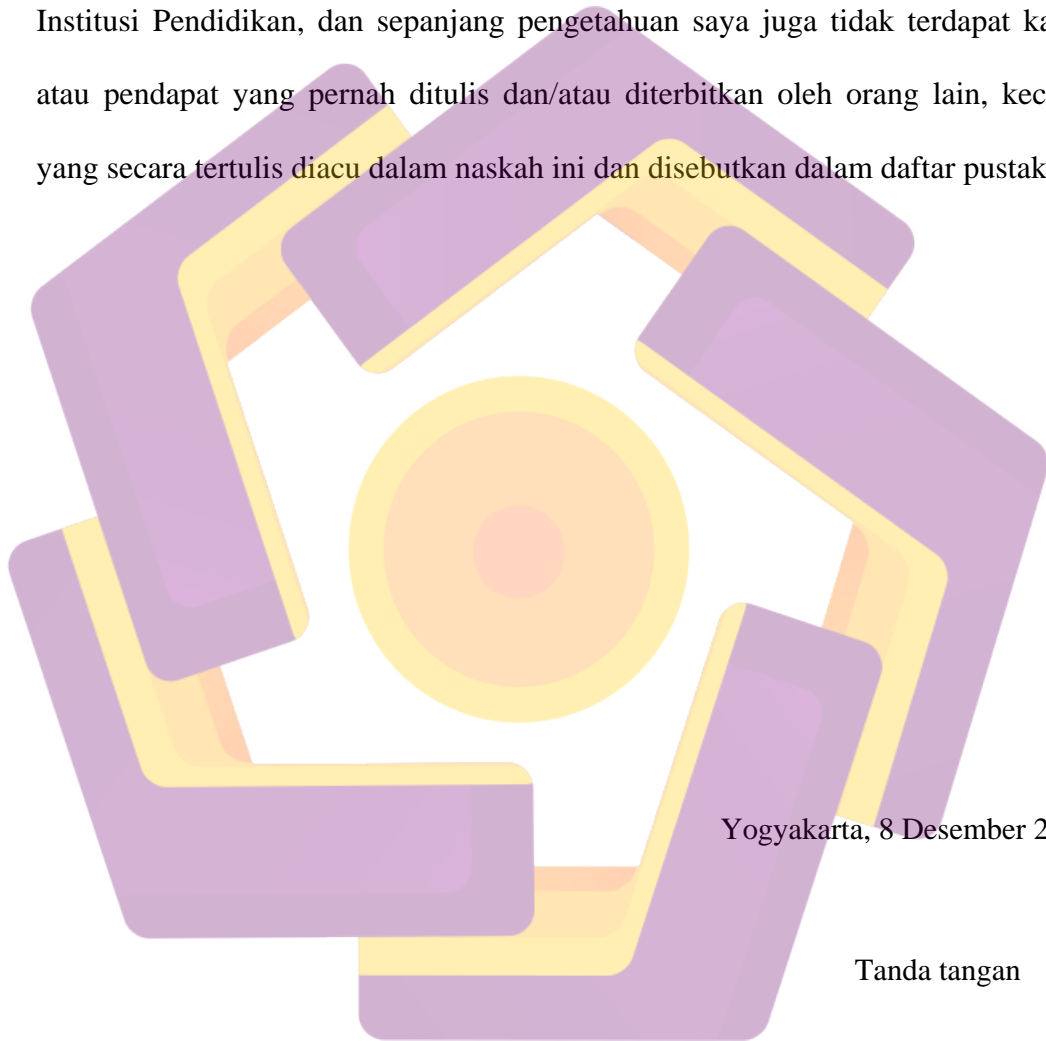 Institusi Pendidikan, dan sepanjang pengetahuan saya juga tidak terdapat ka
atau pendapat yang pernah ditulis dan/atau diterbitkan oleh orang lain, kec
yang secara tertulis diacu dalam naskah ini dan disebutkan dalam daftar pustak
Yogyakarta, 8 Desember 2
Tanda tangan